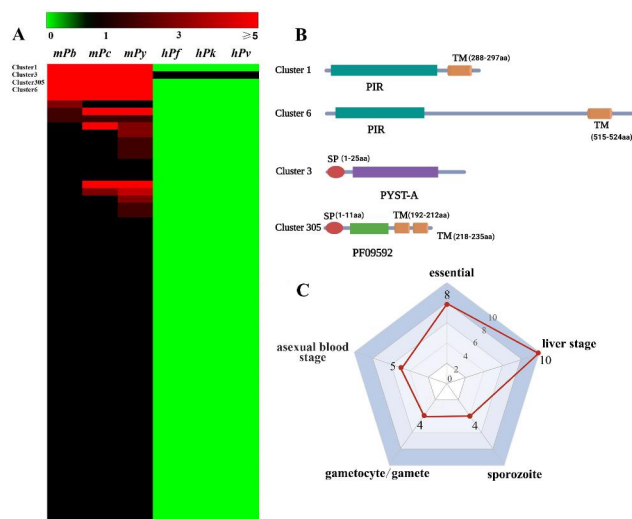 A
0 1 3 ≥5
mPb mPc mPy hPf hPk hPv
Cluster1
Cluster3
Cluster305
Cluster6
B
Cluster 1
TM(288-297aa)
PIR
Cluster 6
PIR
TM
(515-524aa)
Cluster 3
SP(1-25aa)
PYST-A
Cluster 305
SP(1-11aa)
TM(192-212aa)
TM(218-235aa)
PF09592
C
essential
8
10
8
6
4
2
0
liver stage
10
asexual blood
stage
5
4
4
gametocyte/gamete
sporozoite